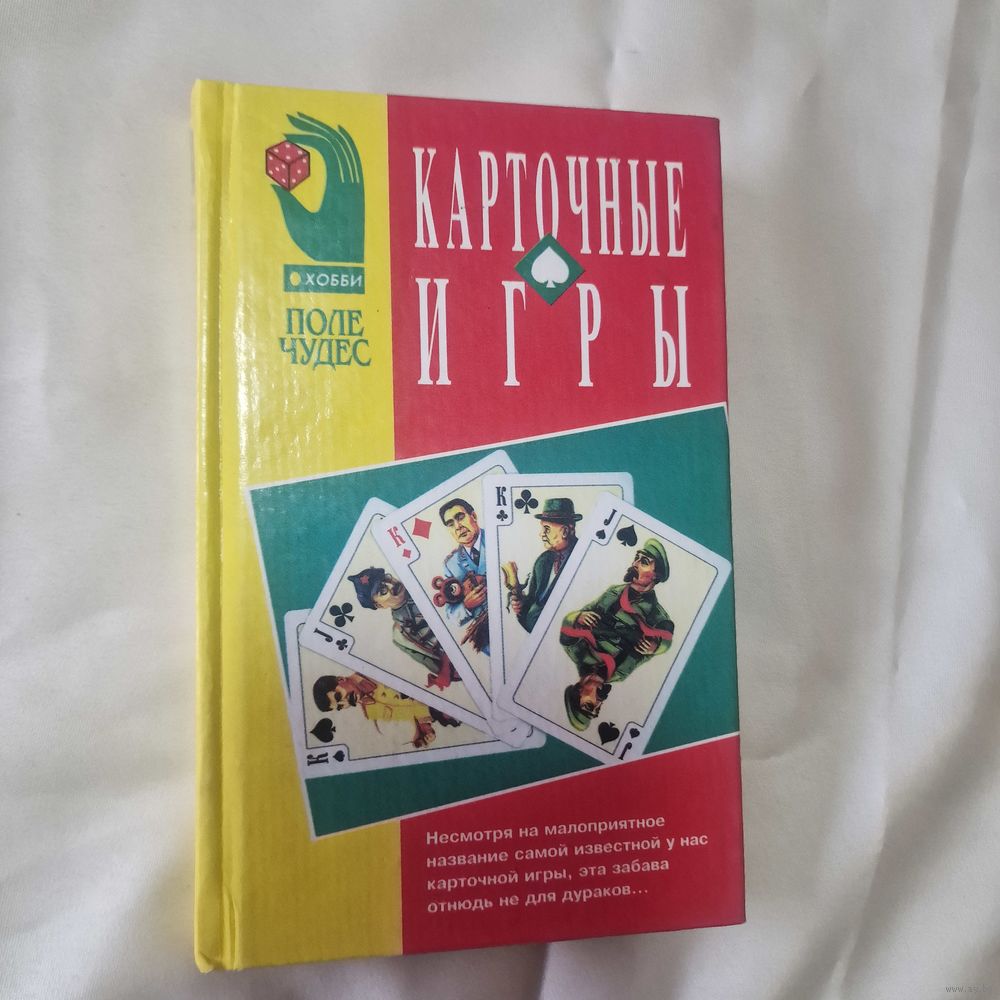 КАРТОЧНЫЕ
ИГРЫ
ХОББИ
ПОЛЕ
ЧУДЕС
K
J
K
K
J
K
J
Несмотря на малоприятное
название самой известной у нас
карточной игры, эта забава
отнюдь не для дураков...